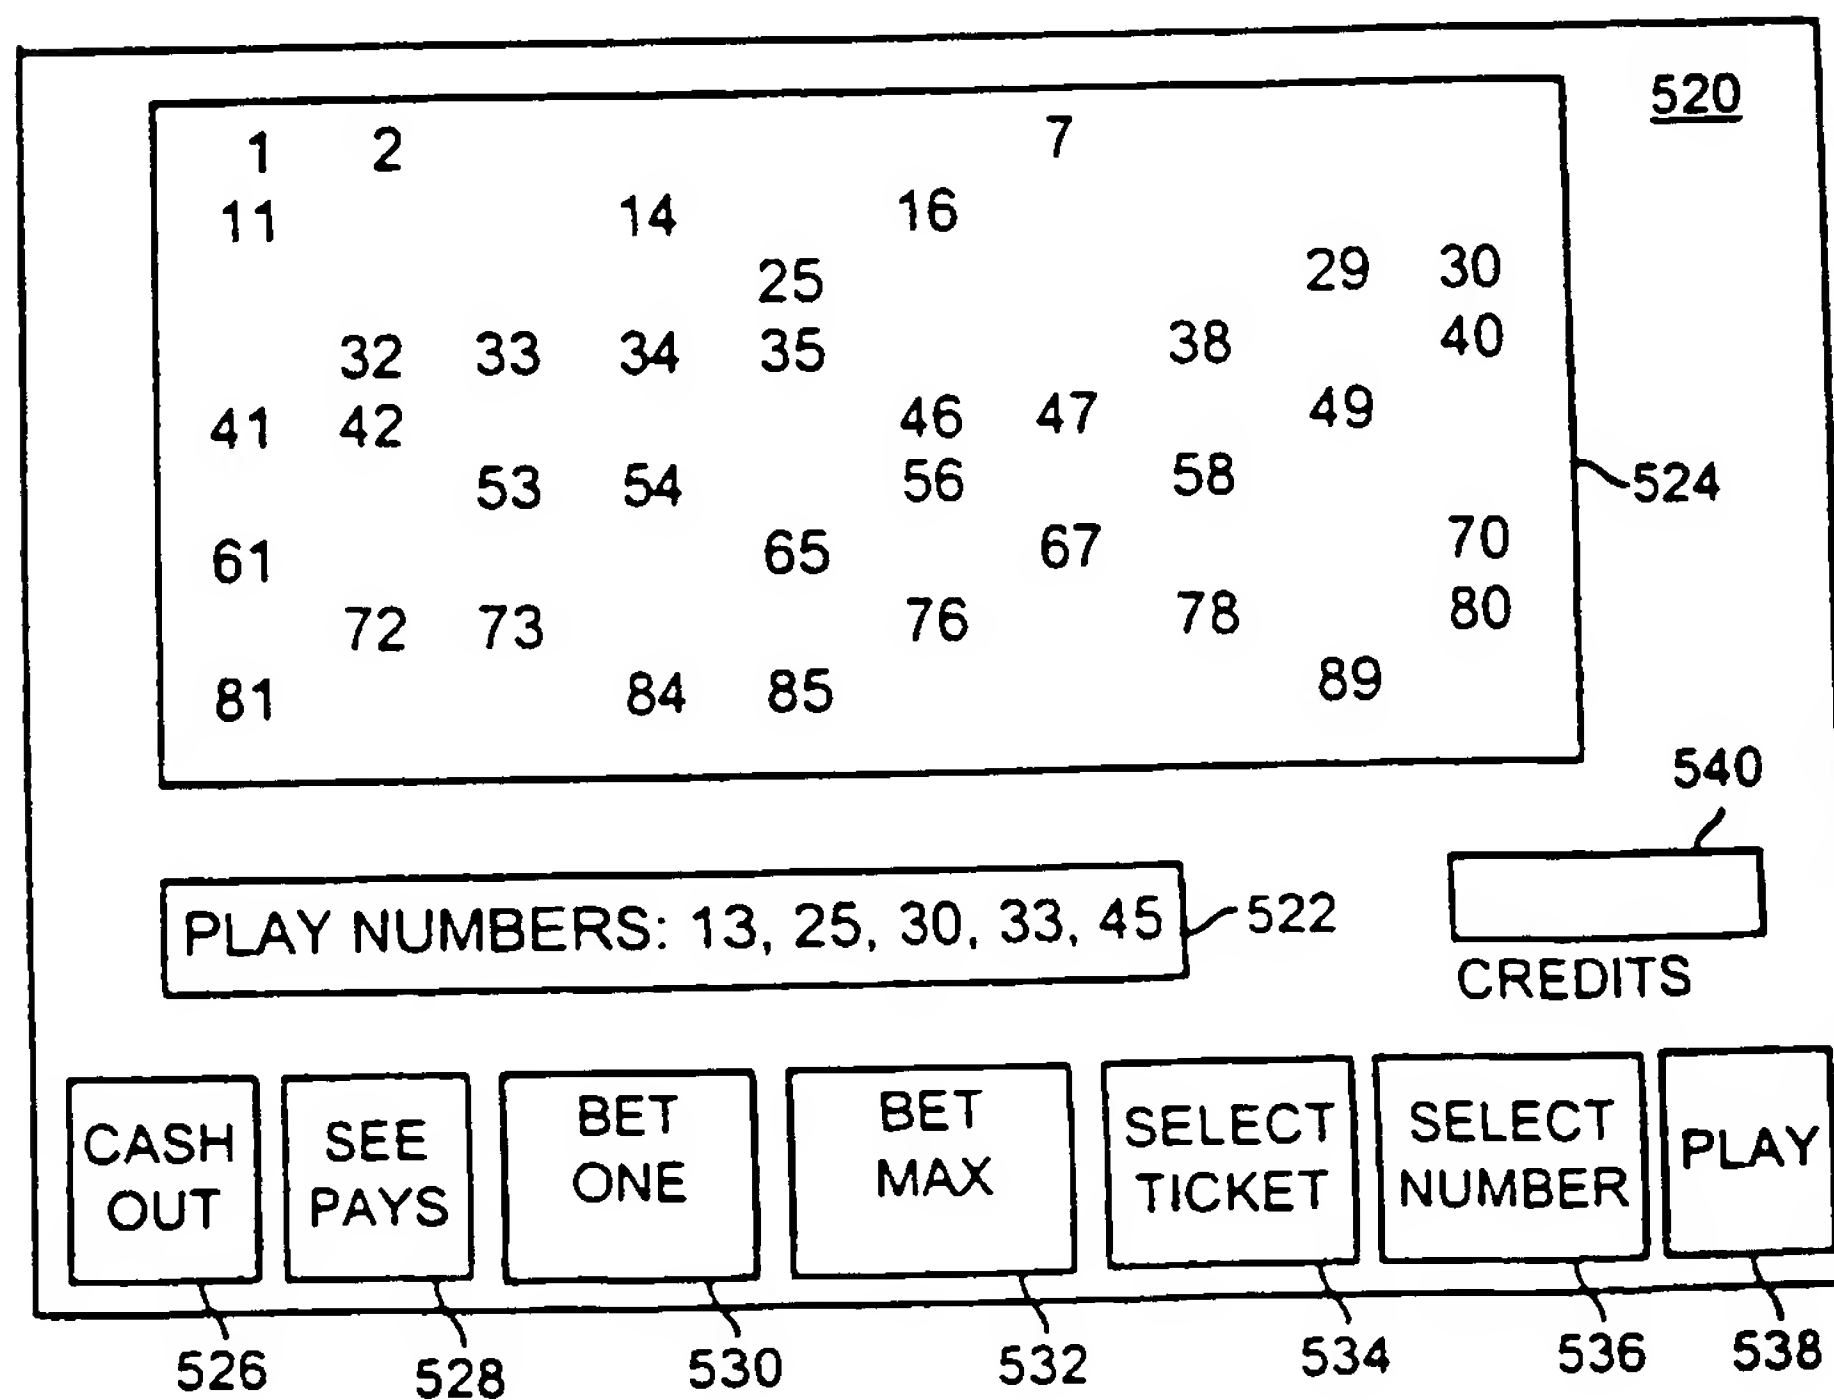 520
1 2 7
11 14 16
25 29 30
32 33 34 35 38 40
41 42 46 47 49
53 54 56 58
524
61 65 67 70
72 73 76 78 80
81 84 85 89
540
PLAY NUMBERS: 13, 25, 30, 33, 45
522
CREDITS
CASH
OUT
SEE
PAYS
BET
ONE
BET
MAX
SELECT
TICKET
SELECT
NUMBER
PLAY
526 528 530 532 534 536 538